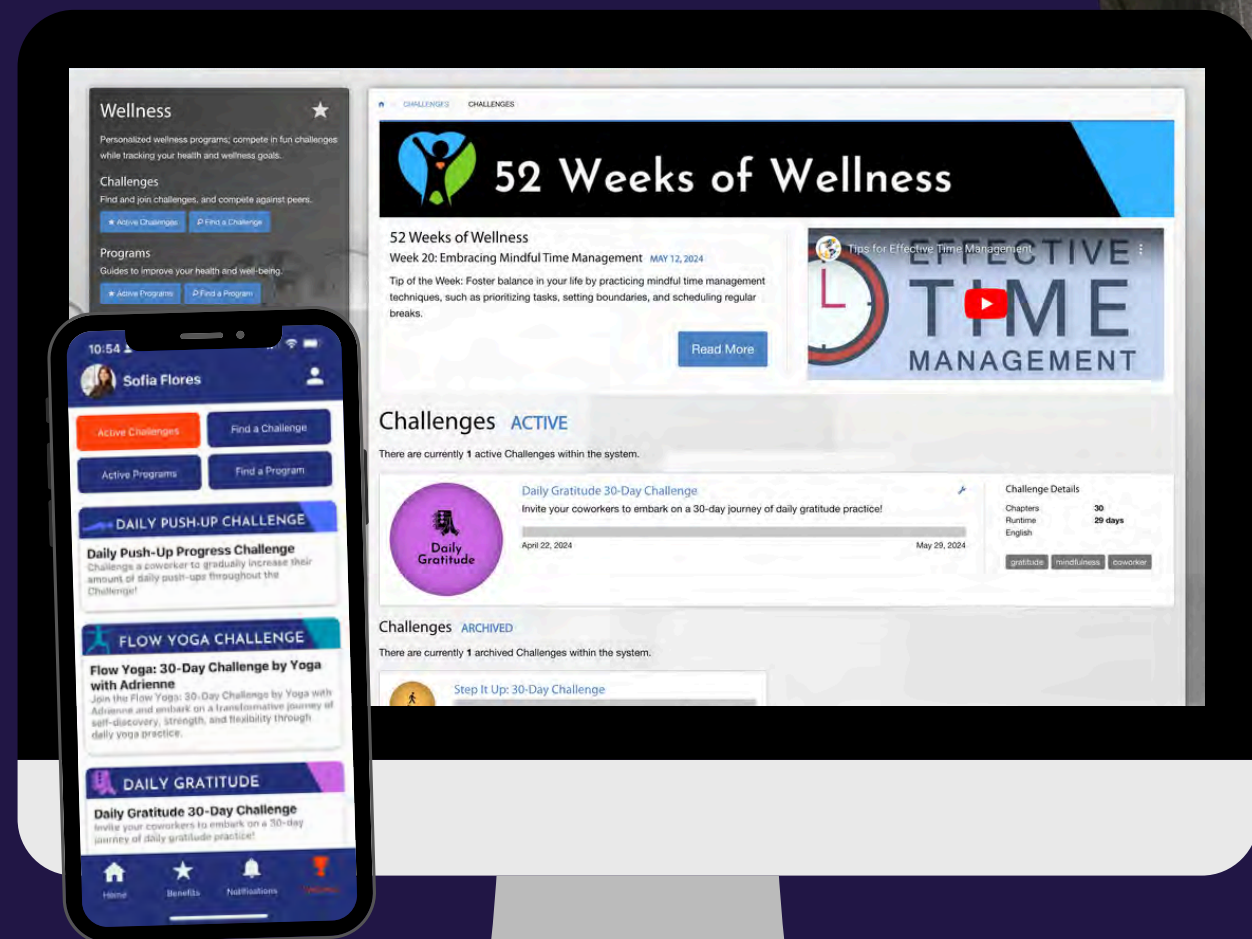 Wellness
Personalized wellness programs; compete in fun challenges
while tracking your health and wellness goals.
Challenges
Find and join challenges, and compete against peers.
Active Challenges
Find a Challenge
Programs
Guides to improve your health and well-being.
Active Programs
Find a Program
CHALLENGES CHALLENGES
52 Weeks of Wellness
52 Weeks of Wellness
Week 20: Embracing Mindful Time Management MAY 12, 2024
Tip of the Week: Foster balance in your life by practicing mindful time management
techniques, such as prioritizing tasks, setting boundaries, and scheduling regular
breaks.
Read More
Tips for Effective Time Management
EFFECTIVE
TIME
MANAGEMENT
Challenges ACTIVE
There are currently 1 active Challenges within the system.
Daily
Gratitude
Daily Gratitude 30-Day Challenge
Invite your coworkers to embark on a 30-day journey of daily gratitude practice!
April 22, 2024
May 29, 2024
Challenge Details
Chapters 30
Runtime 29 days
English
gratitude mindfulness coworker
Challenges ARCHIVED
There are currently 1 archived Challenges within the system.
Step It Up: 30-Day Challenge
10:54
Sofia Flores
Active Challenges
Find a Challenge
Active Programs
Find a Program
DAILY PUSH-UP CHALLENGE
Daily Push-Up Progress Challenge
Challenge a coworker to gradually increase their
amount of daily push-ups throughout the
Challenge!
FLOW YOGA CHALLENGE
Flow Yoga: 30-Day Challenge by Yoga
with Adrienne
Join the Flow Yoga: 30-Day Challenge by Yoga with
Adrienne and embark on a transformative journey of
self-discovery, strength, and flexibility through
daily yoga practice.
DAILY GRATITUDE
Daily Gratitude 30-Day Challenge
Invite your coworkers to embark on a 30-day
journey of daily gratitude practice!
Home
Benefits
Notifications
Wellness